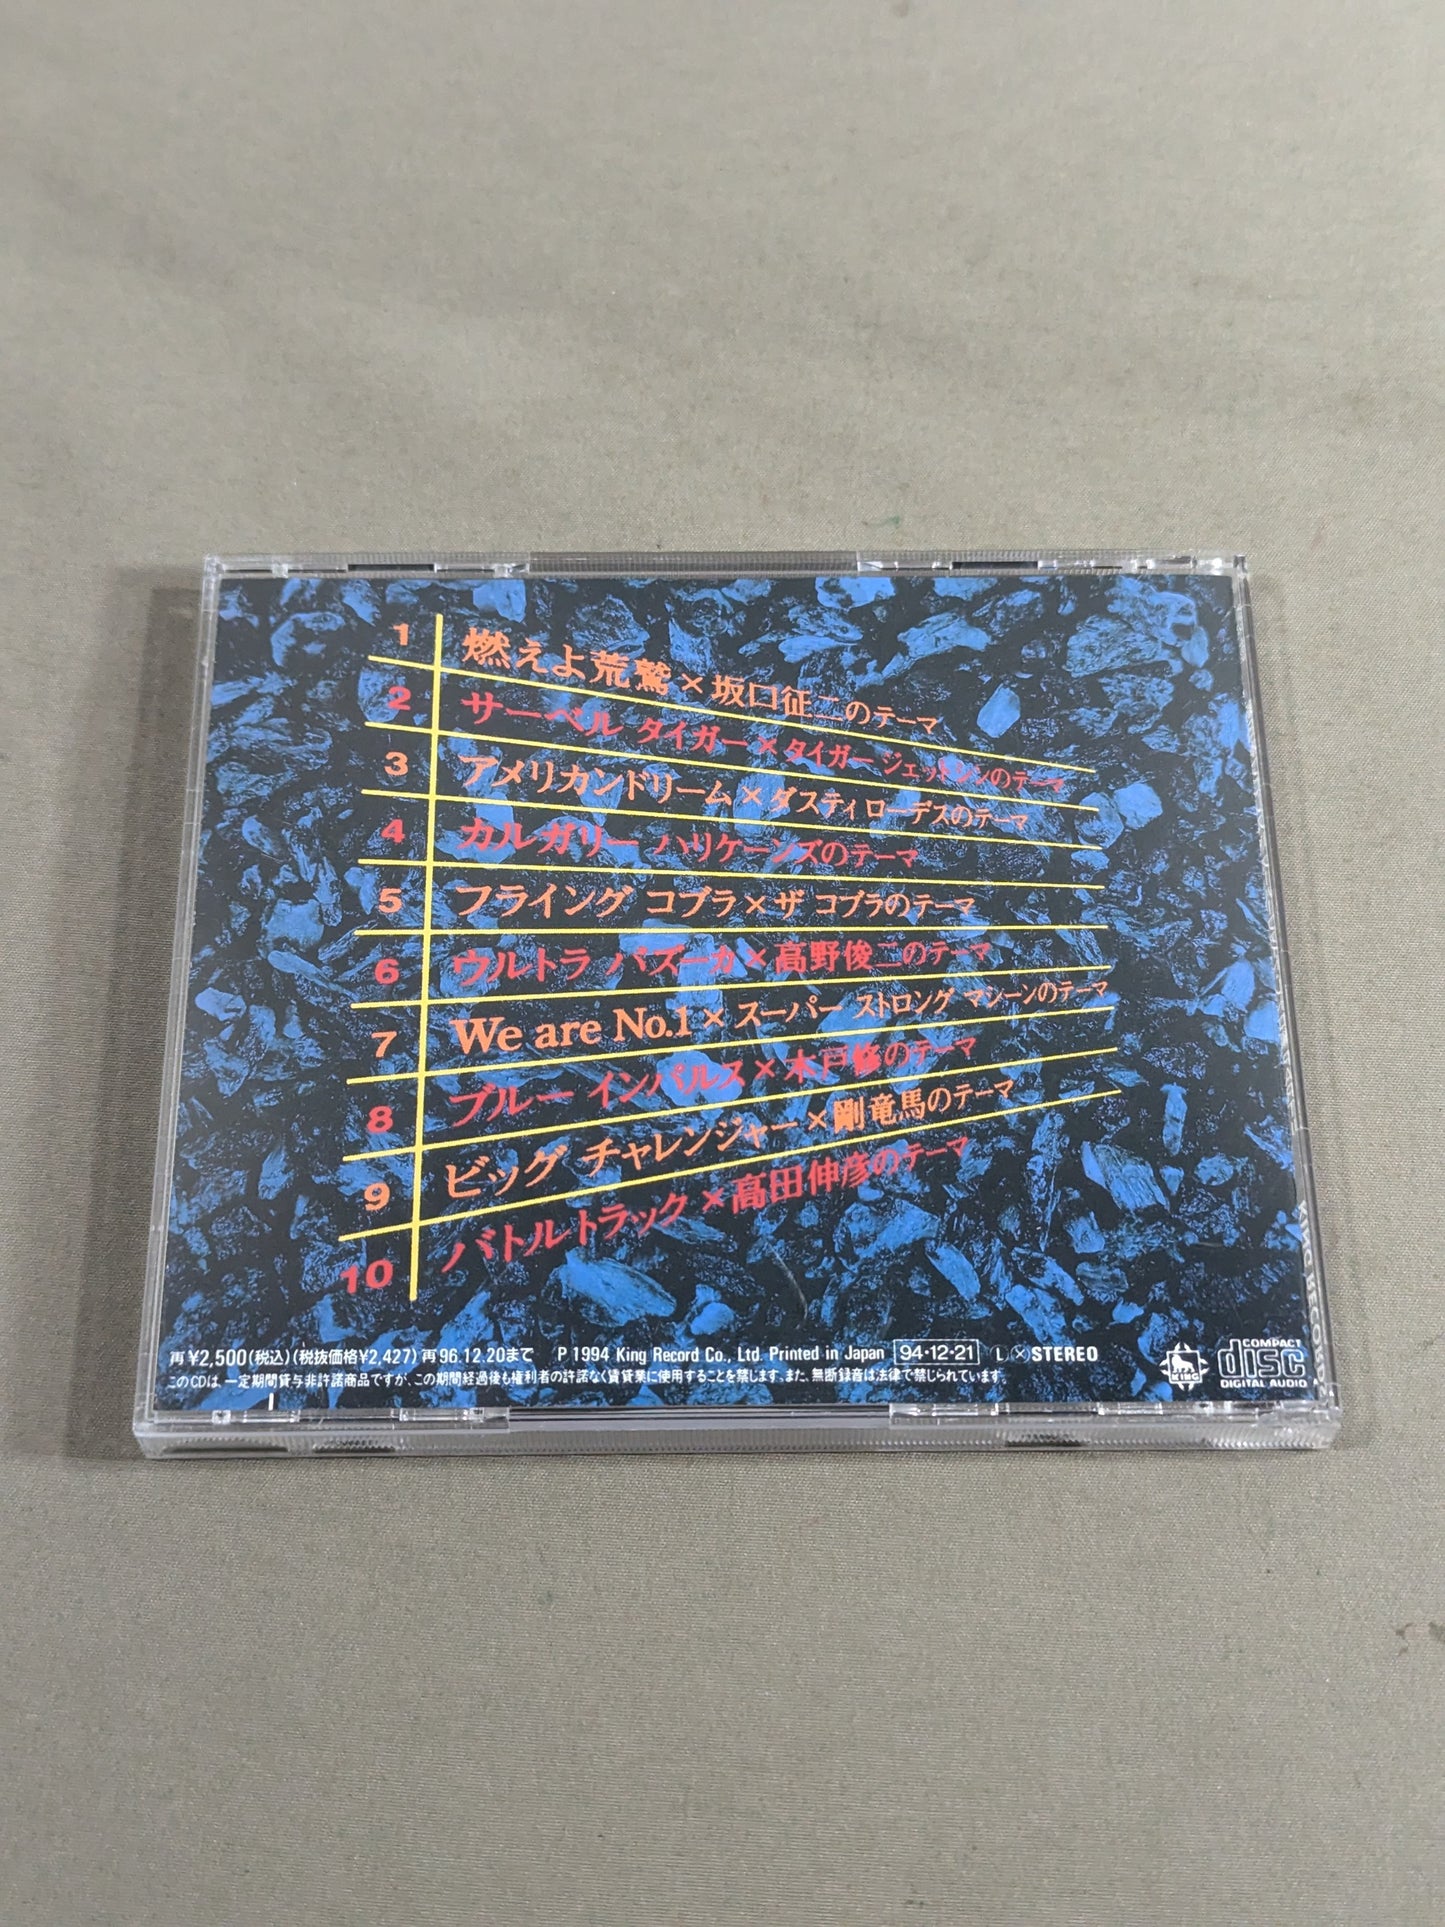 1 燃えよ荒鷲×坂口征二のテーマ
2 サーベル タイガー×タイガー ジェットシンのテーマ
3 アメリカンドリーム×ダスティ ローデスのテーマ
4 カルガリー ハリケーンズのテーマ
5 フライング コブラ×ザ コブラのテーマ
6 ウルトラ バズーカ×高野俊二のテーマ
7 We are No.1×スーパー ストロング マシーンのテーマ
8 ブルー インパルス×木戸修のテーマ
9 ビッグ チャレンジャー×剛竜馬のテーマ
10 バトルトラック×高田伸彦のテーマ
再¥2,500(税込)(税抜価格¥2,427)再96.12.20まで P 1994 King Record Co., Ltd. Printed in Japan 94・12・21 L × STEREO
このCDは、一定期間貸与非許諾商品ですが、この期間経過後も権利者の許諾なく賃貸業に使用することを禁じます。また、無断録音は法律で禁じられています。
KING
COMPACT
disc
DIGITAL AUDIO